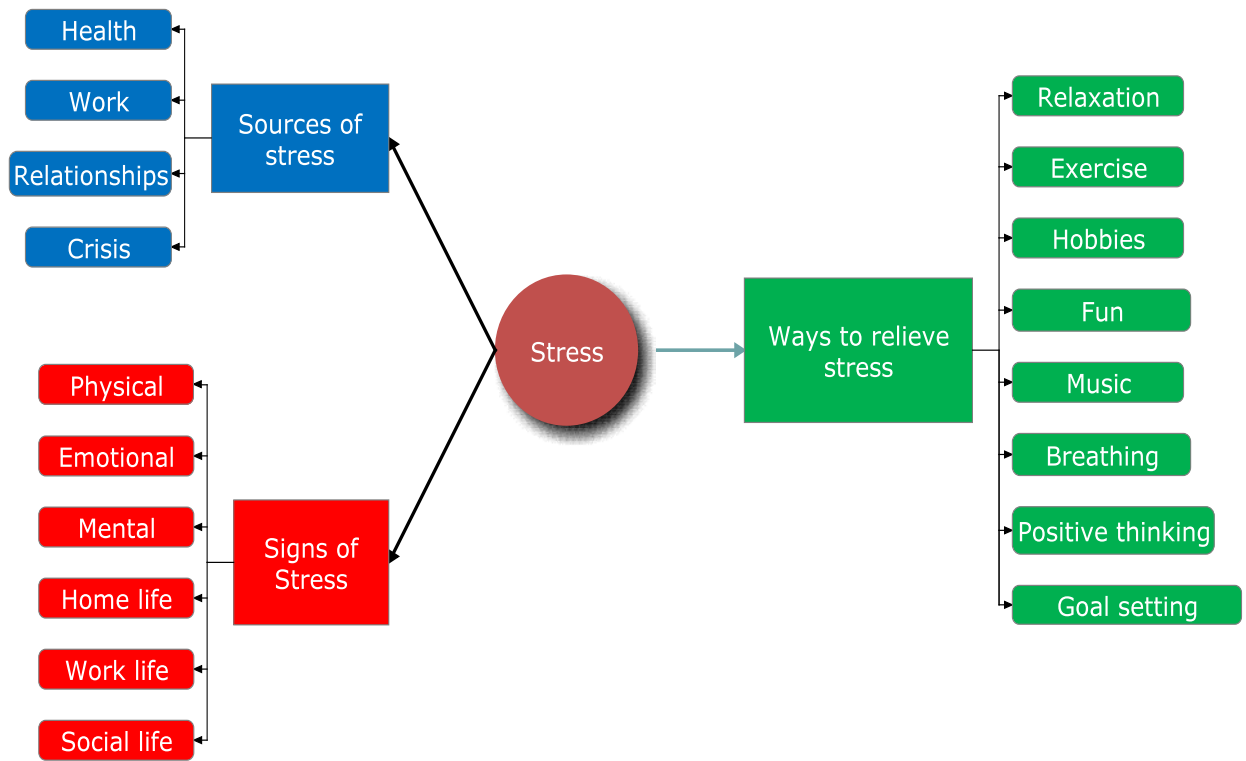 Health
Work
Relationships
Crisis
Sources of
stress
Physical
Emotional
Mental
Home life
Work life
Social life
Signs of
Stress
Stress
Ways to relieve
stress
Relaxation
Exercise
Hobbies
Fun
Music
Breathing
Positive thinking
Goal setting